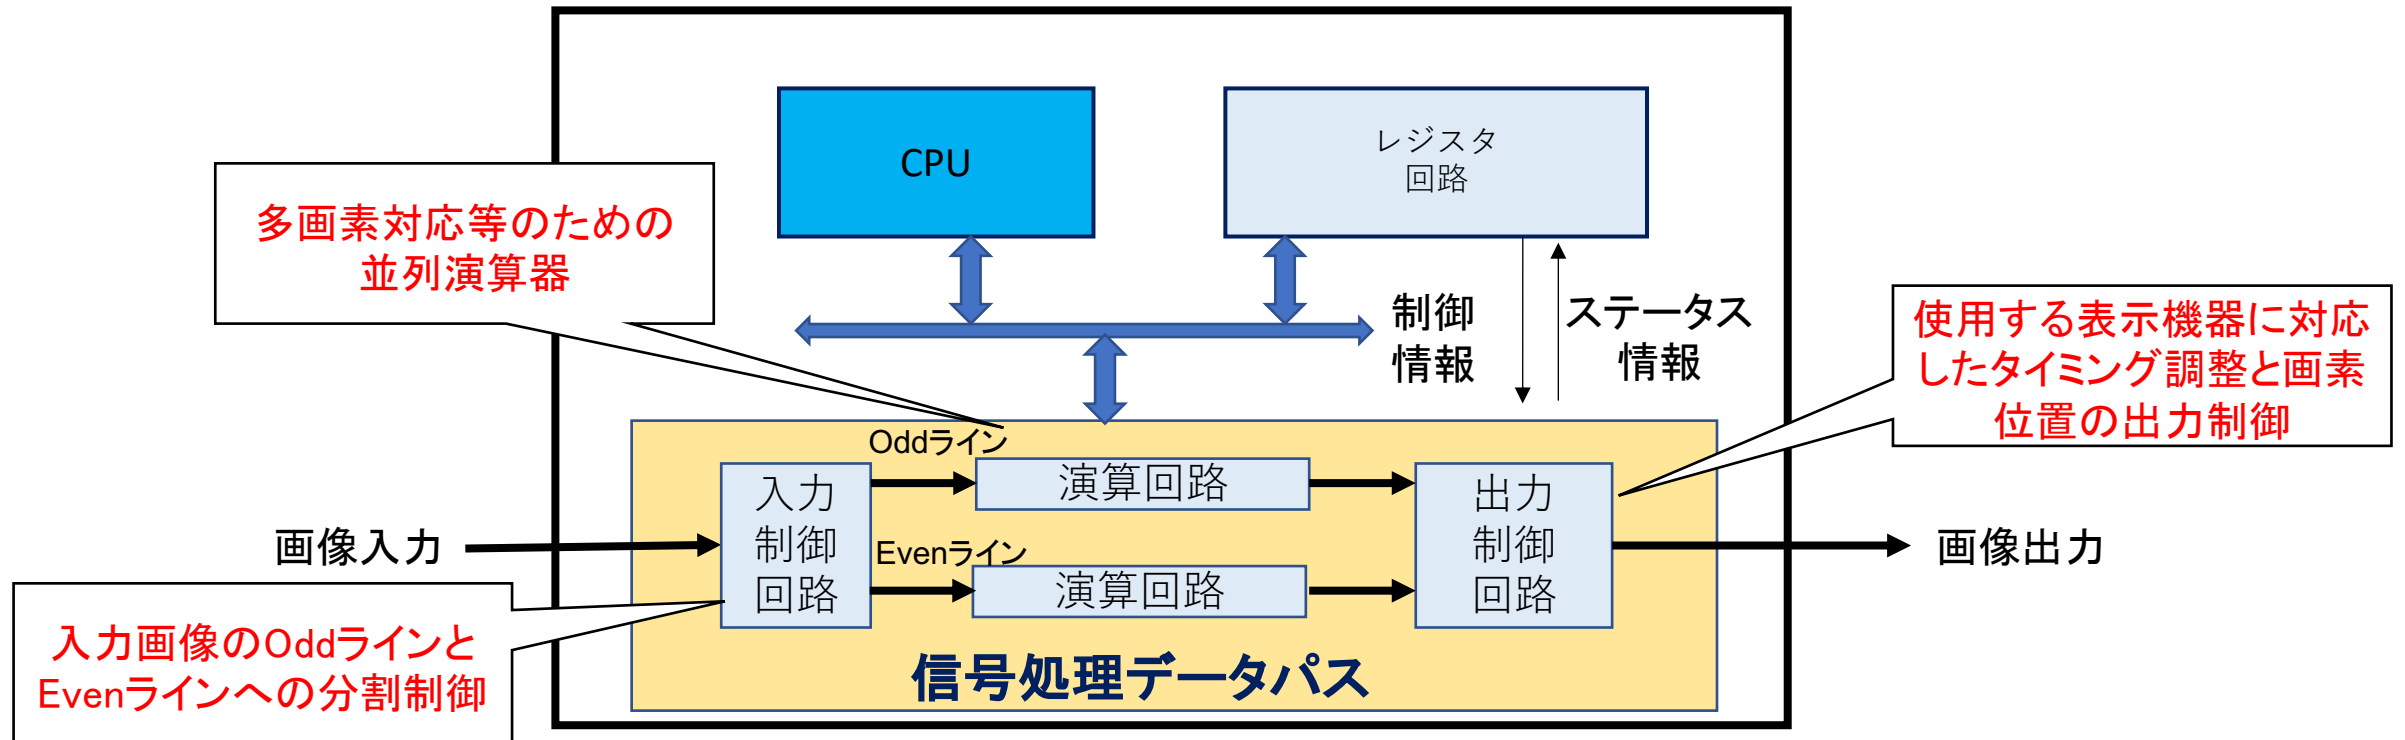 CPU
レジスタ
回路
多画素対応等のための
並列演算器
制御
情報
ステータス
情報
使用する表示機器に対応
したタイミング調整と画素
位置の出力制御
Oddライン
演算回路
入力
制御
回路
出力
制御
回路
画像入力
Evenライン
演算回路
画像出力
入力画像のOddラインと
Evenラインへの分割制御
信号処理データパス